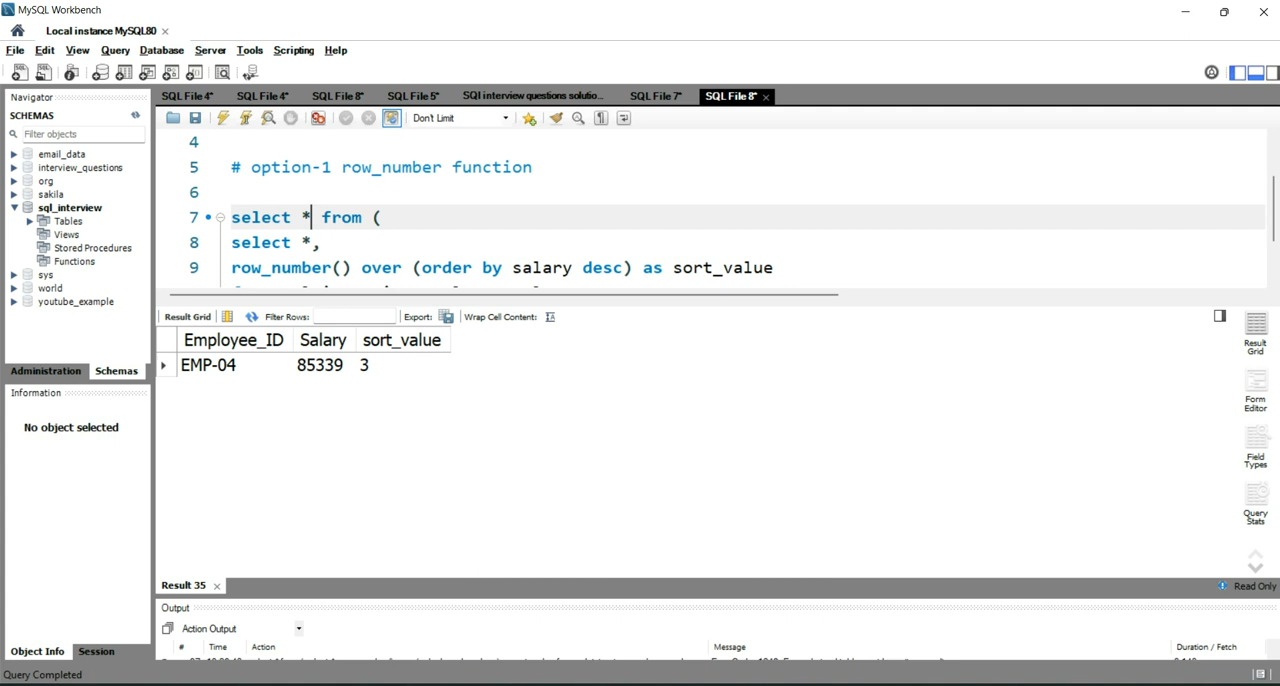 MySQL Workbench
Local instance MySQL80 ×
File Edit View Query Database Server Tools Scripting Help
Navigator
SQL File 4* SQL File 4* SQL File 8* SQL File 5* SQl interview questions solutio... SQL File 7* SQL File 8* ×
SCHEMAS
Filter objects
Don't Limit
email_data
interview_questions
org
sakila
sql_interview
Tables
Views
Stored Procedures
Functions
sys
world
youtube_example
4
5 # option-1 row_number function
6
7 select * from (
8 select *,
9 row_number() over (order by salary desc) as sort_value
Result Grid Filter Rows: Export: Wrap Cell Content:
Employee_ID Salary sort_value
EMP-04 85339 3
Result Grid
Form Editor
Field Types
Query Stats
Administration Schemas
Information
No object selected
Result 35 ×
Read Only
Output
Action Output
# Time Action Message Duration / Fetch
Object Info Session
Query Completed